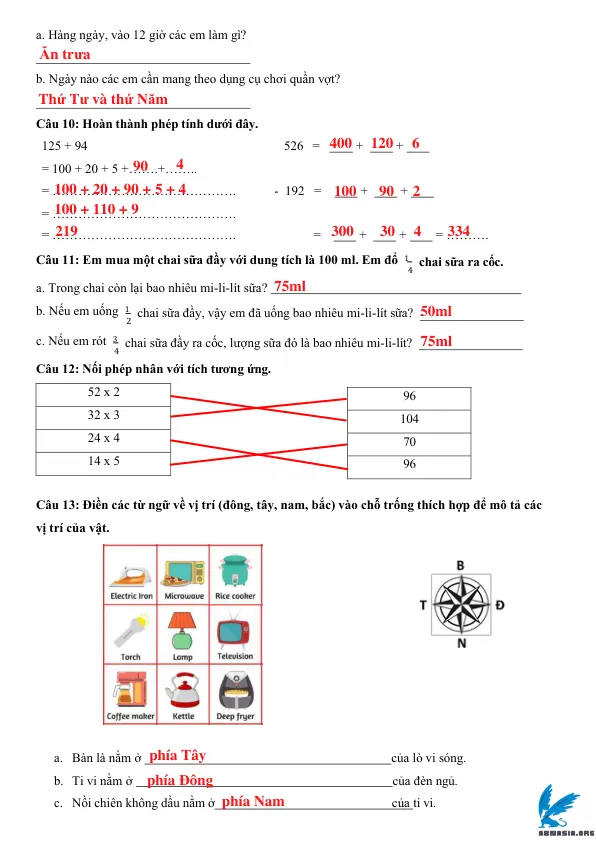 a. Hàng ngày, vào 12 giờ các em làm gì?
Ăn trưa
b. Ngày nào các em cần mang theo dụng cụ chơi quần vợt?
Thứ Tư và thứ Năm
Câu 10: Hoàn thành phép tính dưới đây.
125 + 94
526 = 400 + 120 + 6
= 100 + 20 + 5 + 90 + 4
= 100 + 20 + 90 + 5 + 4
- 192 = 100 + 90 + 2
= 100 + 110 + 9
= 219
= 300 + 30 + 4 = 334
Câu 11: Em mua một chai sữa đầy với dung tích là 100 ml. Em đổ 1/4 chai sữa ra cốc.
a. Trong chai còn lại bao nhiêu mi-li-lít sữa? 75ml
b. Nếu em uống 1/2 chai sữa đầy, vậy em đã uống bao nhiêu mi-li-lít sữa? 50ml
c. Nếu em rót 3/4 chai sữa đầy ra cốc, lượng sữa đó là bao nhiêu mi-li-lít? 75ml
Câu 12: Nối phép nhân với tích tương ứng.
52 x 2
96
32 x 3
104
24 x 4
70
14 x 5
96
Câu 13: Điền các từ ngữ về vị trí (đông, tây, nam, bắc) vào chỗ trống thích hợp để mô tả các
vị trí của vật.
Electric Iron Microwave Rice cooker
Torch Lamp Television
Coffee maker Kettle Deep fryer
B
T Đ
N
a. Bàn là nằm ở phía Tây của lò vi sóng.
b. Ti vi nằm ở phía Đông của đèn ngủ.
c. Nồi chiên không dầu nằm ở phía Nam của ti vi.
ABMASIA.ORG